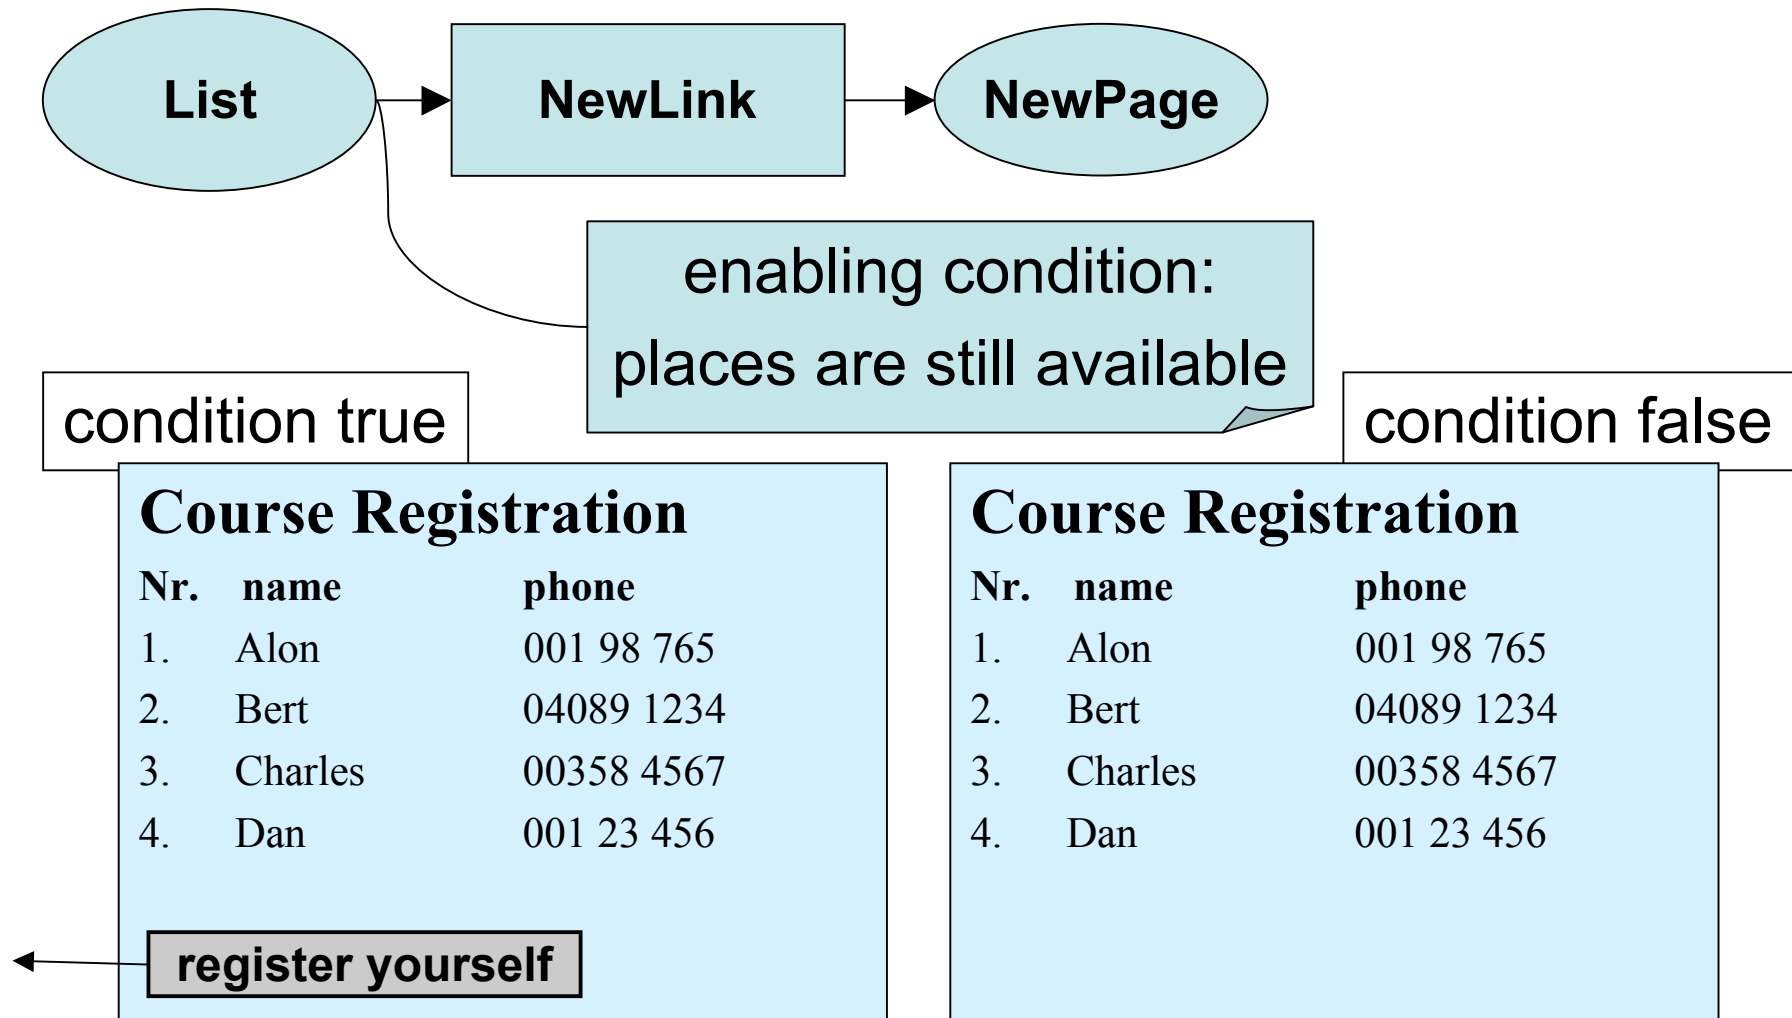 List NewLink NewPage
enabling condition:
places are still available
condition true
condition false
Course Registration
Nr. name phone
1. Alon 001 98 765
2. Bert 04089 1234
3. Charles 00358 4567
4. Dan 001 23 456
register yourself
Course Registration
Nr. name phone
1. Alon 001 98 765
2. Bert 04089 1234
3. Charles 00358 4567
4. Dan 001 23 456